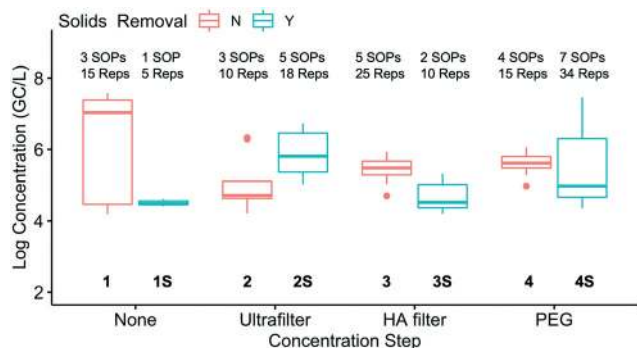 Solids Removal N Y
3 SOPs 1 SOP 3 SOPs 5 SOPs 5 SOPs 2 SOPs 4 SOPs 7 SOPs
15 Reps 5 Reps 10 Reps 18 Reps 25 Reps 10 Reps 15 Reps 34 Reps
Log Concentration (GC/L)
8
6
4
2
1 1S 2 2S 3 3S 4 4S
None Ultrafilter HA filter PEG
Concentration Step